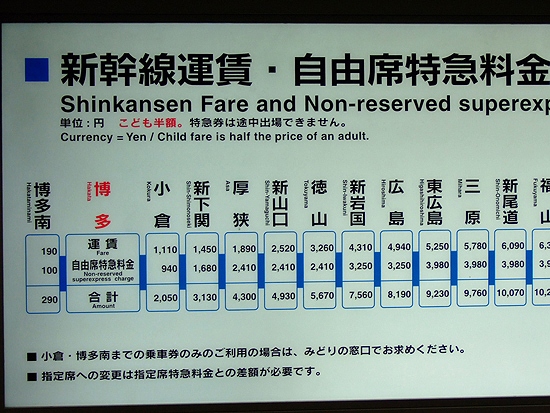 ■ 新幹線運賃・自由席特急料金
Shinkansen Fare and Non-reserved superexp
単位：円 こども半額。特急券は途中出場できません。
Currency = Yen / Child fare is half the price of an adult.
博多南 博多 小倉 新下関 厚狭 新山口 徳山 新岩国 広島 東広島 三原 新尾道 福山
Hakataminami Hakata Kokura Shin-Shimonoseki Asa Shin-Yamaguchi Tokuyama Shin-Iwakuni Hiroshima Higashihiroshima Mihara Shin-Onomichi Fukuyama
190 運賃 1,110 1,450 1,890 2,520 3,260 4,310 4,940 5,250 5,780 6,090 6,3
Fare
100 自由席特急料金 940 1,680 2,410 2,410 2,410 3,250 3,250 3,980 3,980 3,980 3,9
Non-reserved
superexpress charge
290 合計 2,050 3,130 4,300 4,930 5,670 7,560 8,190 9,230 9,760 10,070 10,2
Amount
■ 小倉・博多南までの乗車券のみのご利用の場合は、みどりの窓口でお求めください。
■ 指定席への変更は指定席特急料金との差額が必要です。